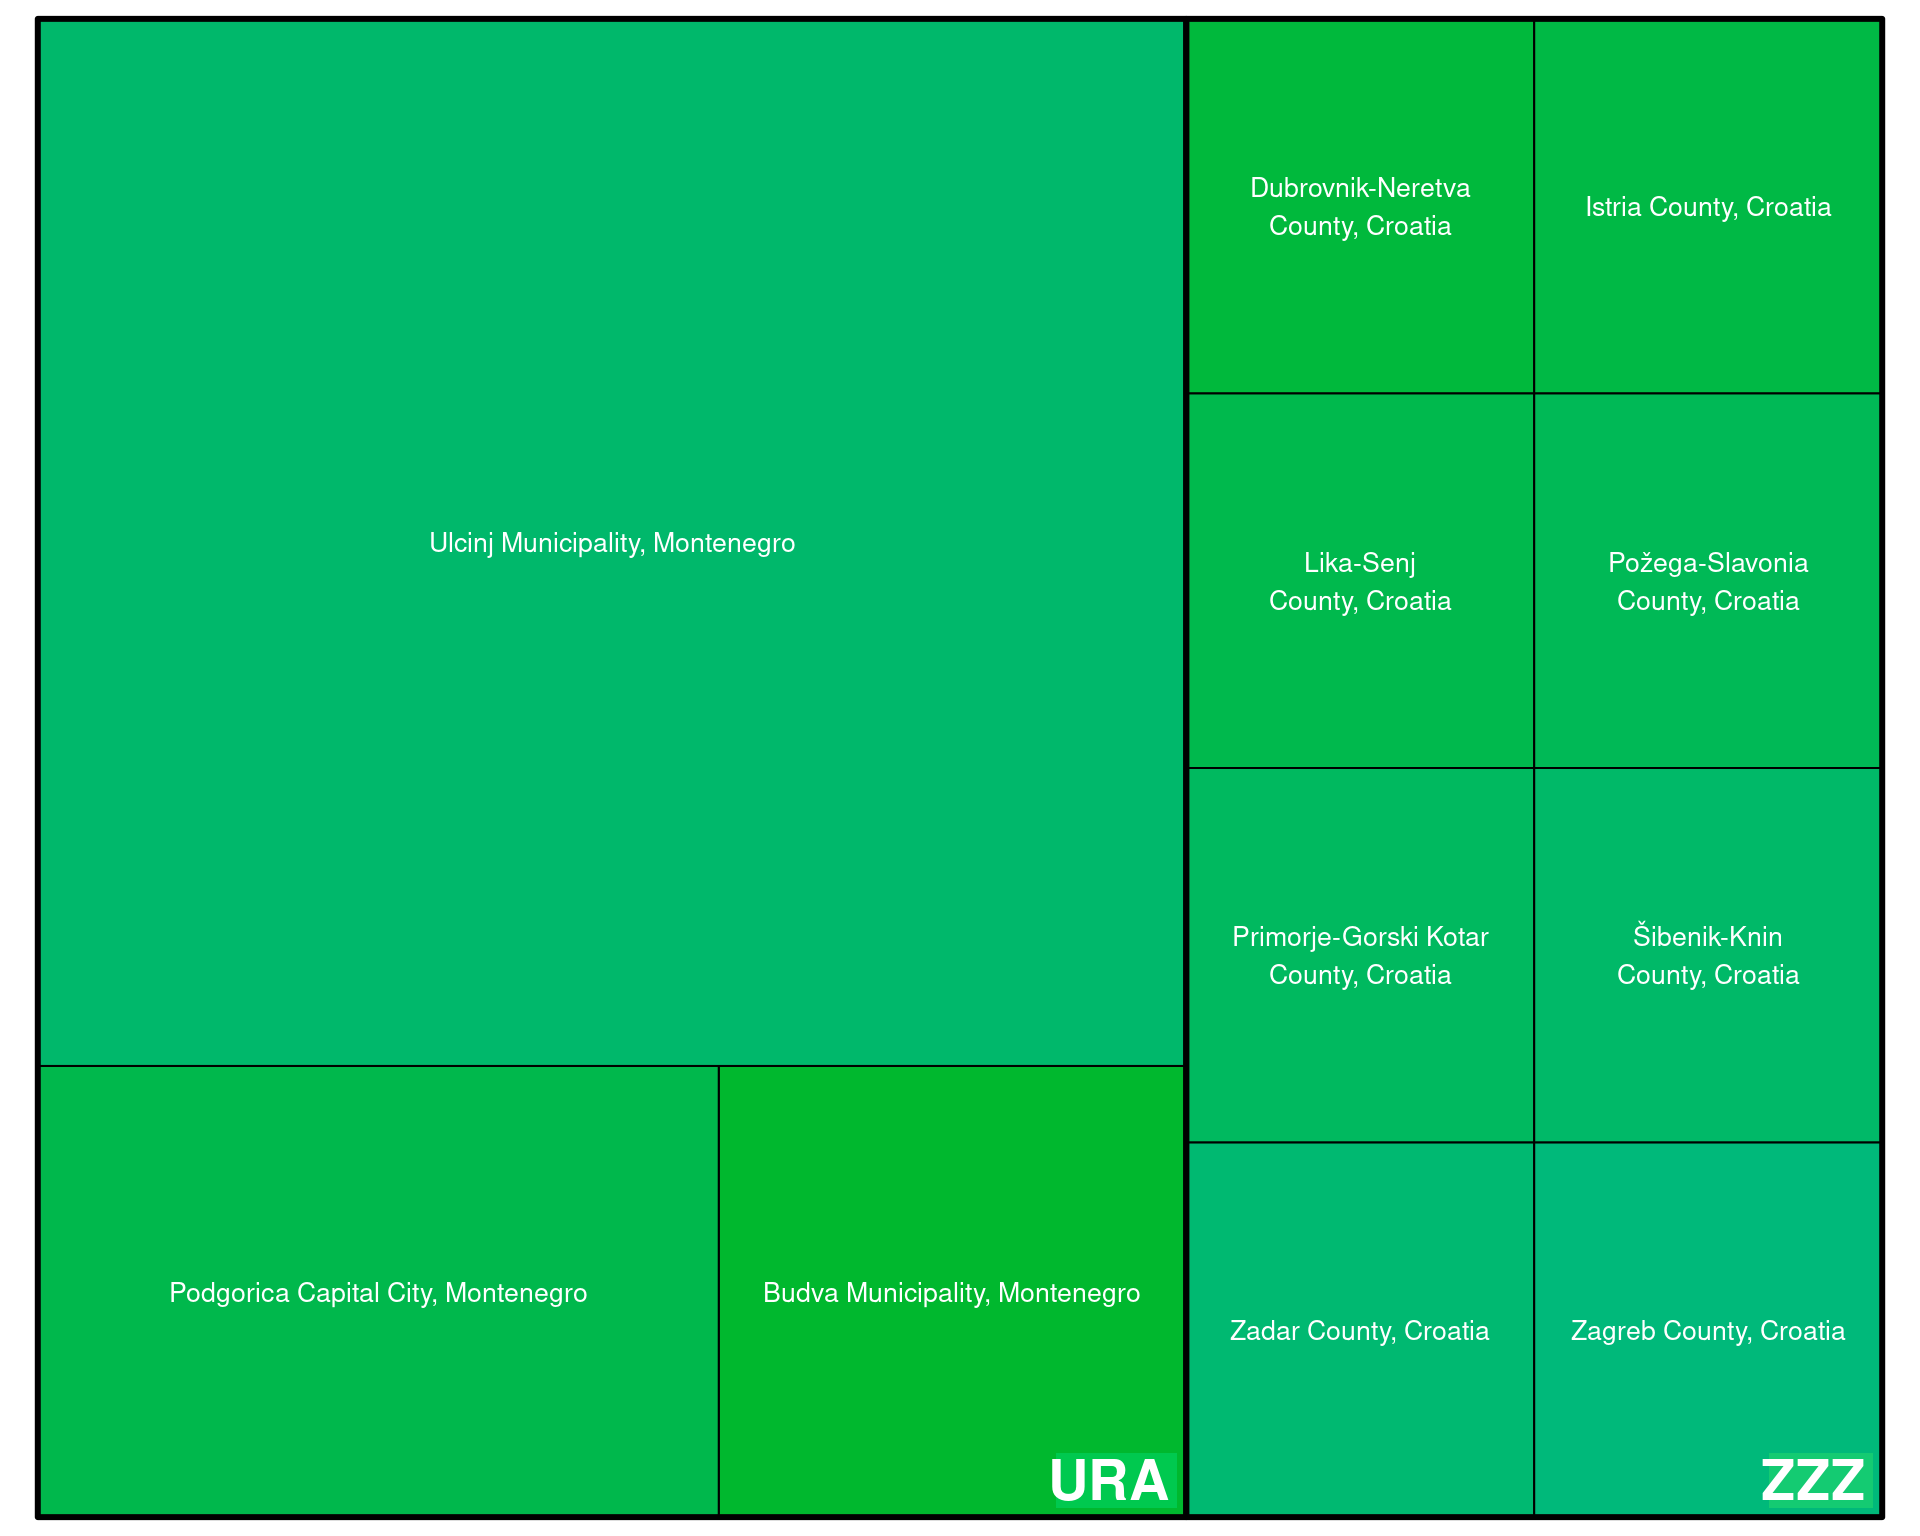 Ulcinj Municipality, Montenegro
Podgorica Capital City, Montenegro
Budva Municipality, Montenegro
URA
Dubrovnik-Neretva
County, Croatia
Istria County, Croatia
Lika-Senj
County, Croatia
Požega-Slavonia
County, Croatia
Primorje-Gorski Kotar
County, Croatia
Šibenik-Knin
County, Croatia
Zadar County, Croatia
Zagreb County, Croatia
ZZZ